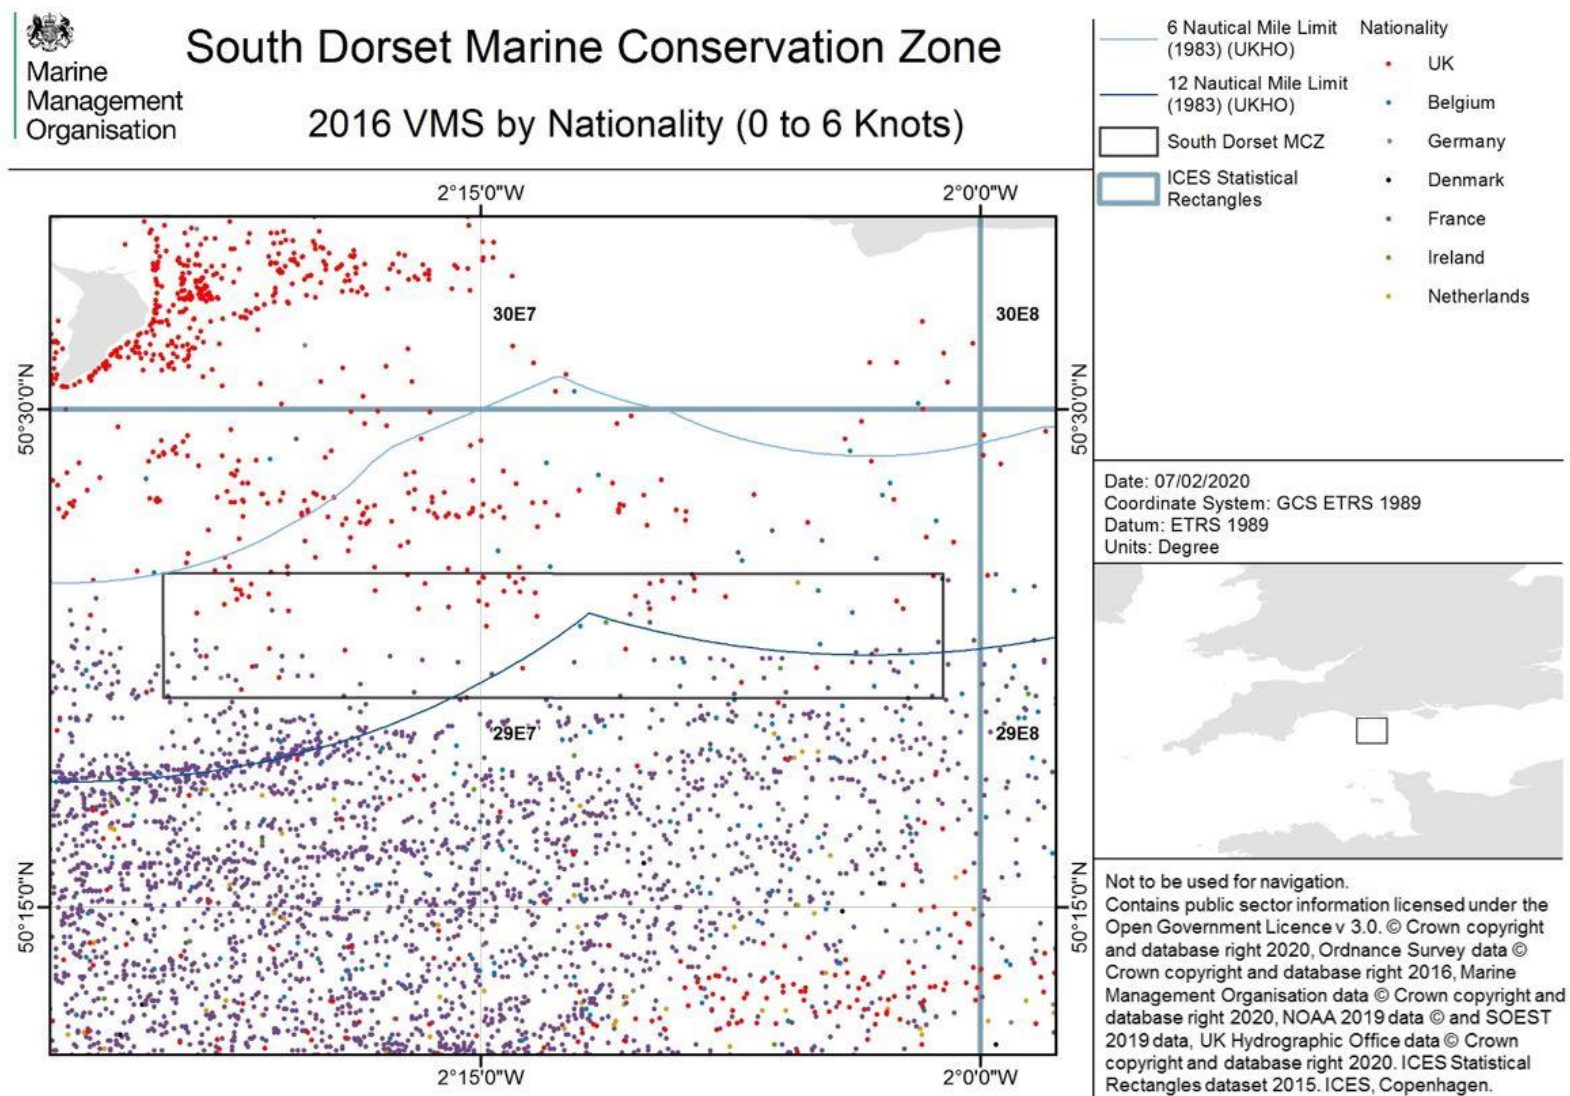 Marine
Management
Organisation
South Dorset Marine Conservation Zone
2016 VMS by Nationality (0 to 6 Knots)
6 Nautical Mile Limit
(1983) (UKHO)
12 Nautical Mile Limit
(1983) (UKHO)
South Dorset MCZ
ICES Statistical
Rectangles
Nationality
UK
Belgium
Germany
Denmark
France
Ireland
Netherlands
2°15'0"W
2°0'0"W
30E7
30E8
50°30'0"N
50°30'0"N
29E7
29E8
50°15'0"N
50°15'0"N
2°15'0"W
2°0'0"W
Date: 07/02/2020
Coordinate System: GCS ETRS 1989
Datum: ETRS 1989
Units: Degree
Not to be used for navigation.
Contains public sector information licensed under the
Open Government Licence v 3.0. © Crown copyright
and database right 2020, Ordnance Survey data ©
Crown copyright and database right 2016, Marine
Management Organisation data © Crown copyright and
database right 2020, NOAA 2019 data © and SOEST
2019 data, UK Hydrographic Office data © Crown
copyright and database right 2020. ICES Statistical
Rectangles dataset 2015. ICES, Copenhagen.